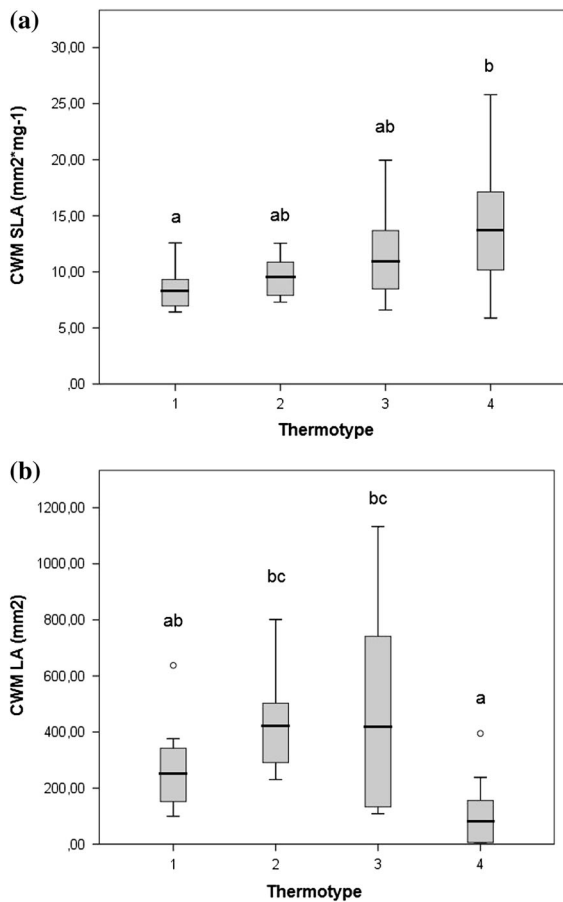 (a)
CWM SLA (mm2*mg-1)
30,00
25,00
20,00
15,00
10,00
5,00
,00
a
ab
ab
b
1 2 3 4
Thermotype
(b)
CWM LA (mm2)
1200,00
1000,00
800,00
600,00
400,00
200,00
,00
ab
bc
bc
a
1 2 3 4
Thermotype